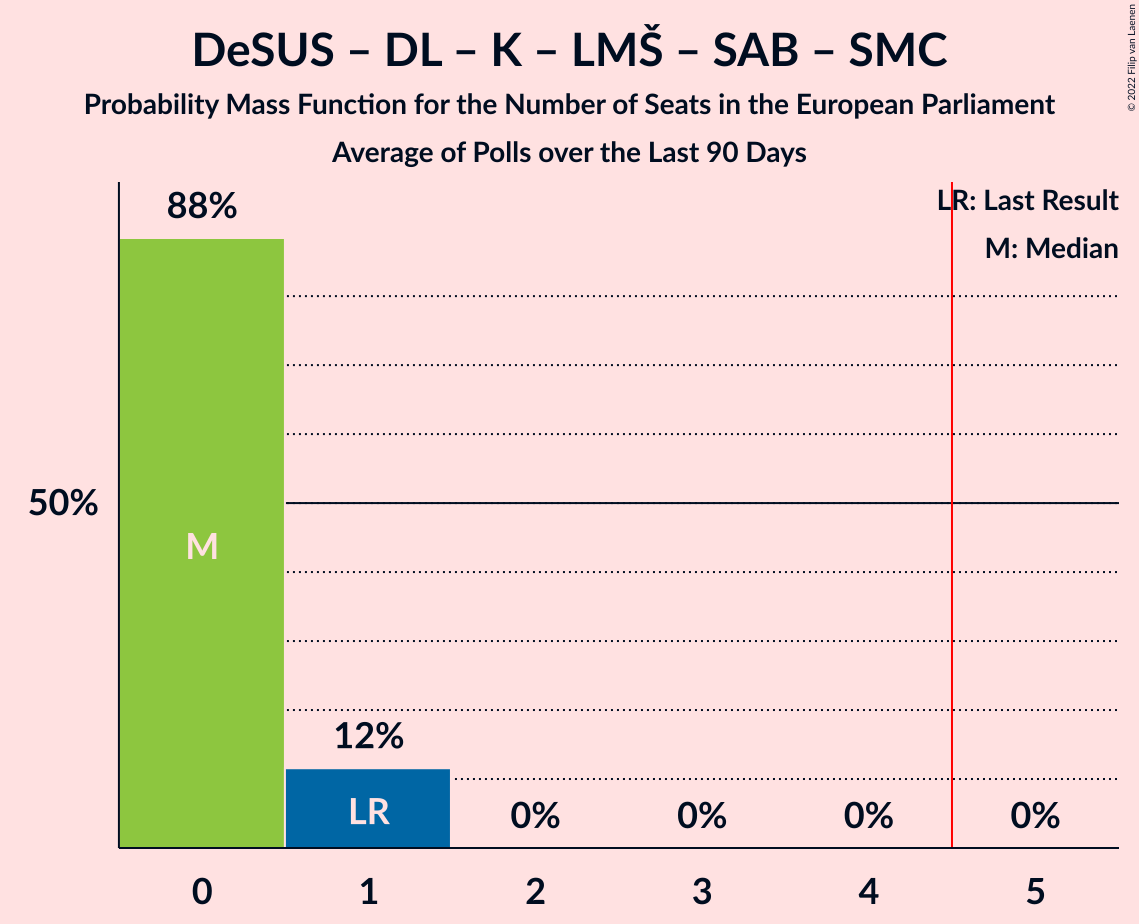 DeSUS – DL – K – LMŠ – SAB – SMC
Probability Mass Function for the Number of Seats in the European Parliament
Average of Polls over the Last 90 Days
© 2022 Filip van Laenen
LR: Last Result
M: Median
88%
50%
M
12%
LR
0%
0%
0%
0%
0
1
2
3
4
5